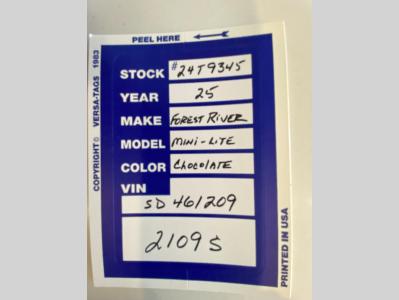 PEEL HERE
STOCK #24T9345
YEAR 25
MAKE FOREST RIVER
MODEL MINI-LITE
COLOR CHOCOLATE
VIN
SD 461209
2109S
COPYRIGHT © VERSA-TAGS 1983
PRINTED IN USA